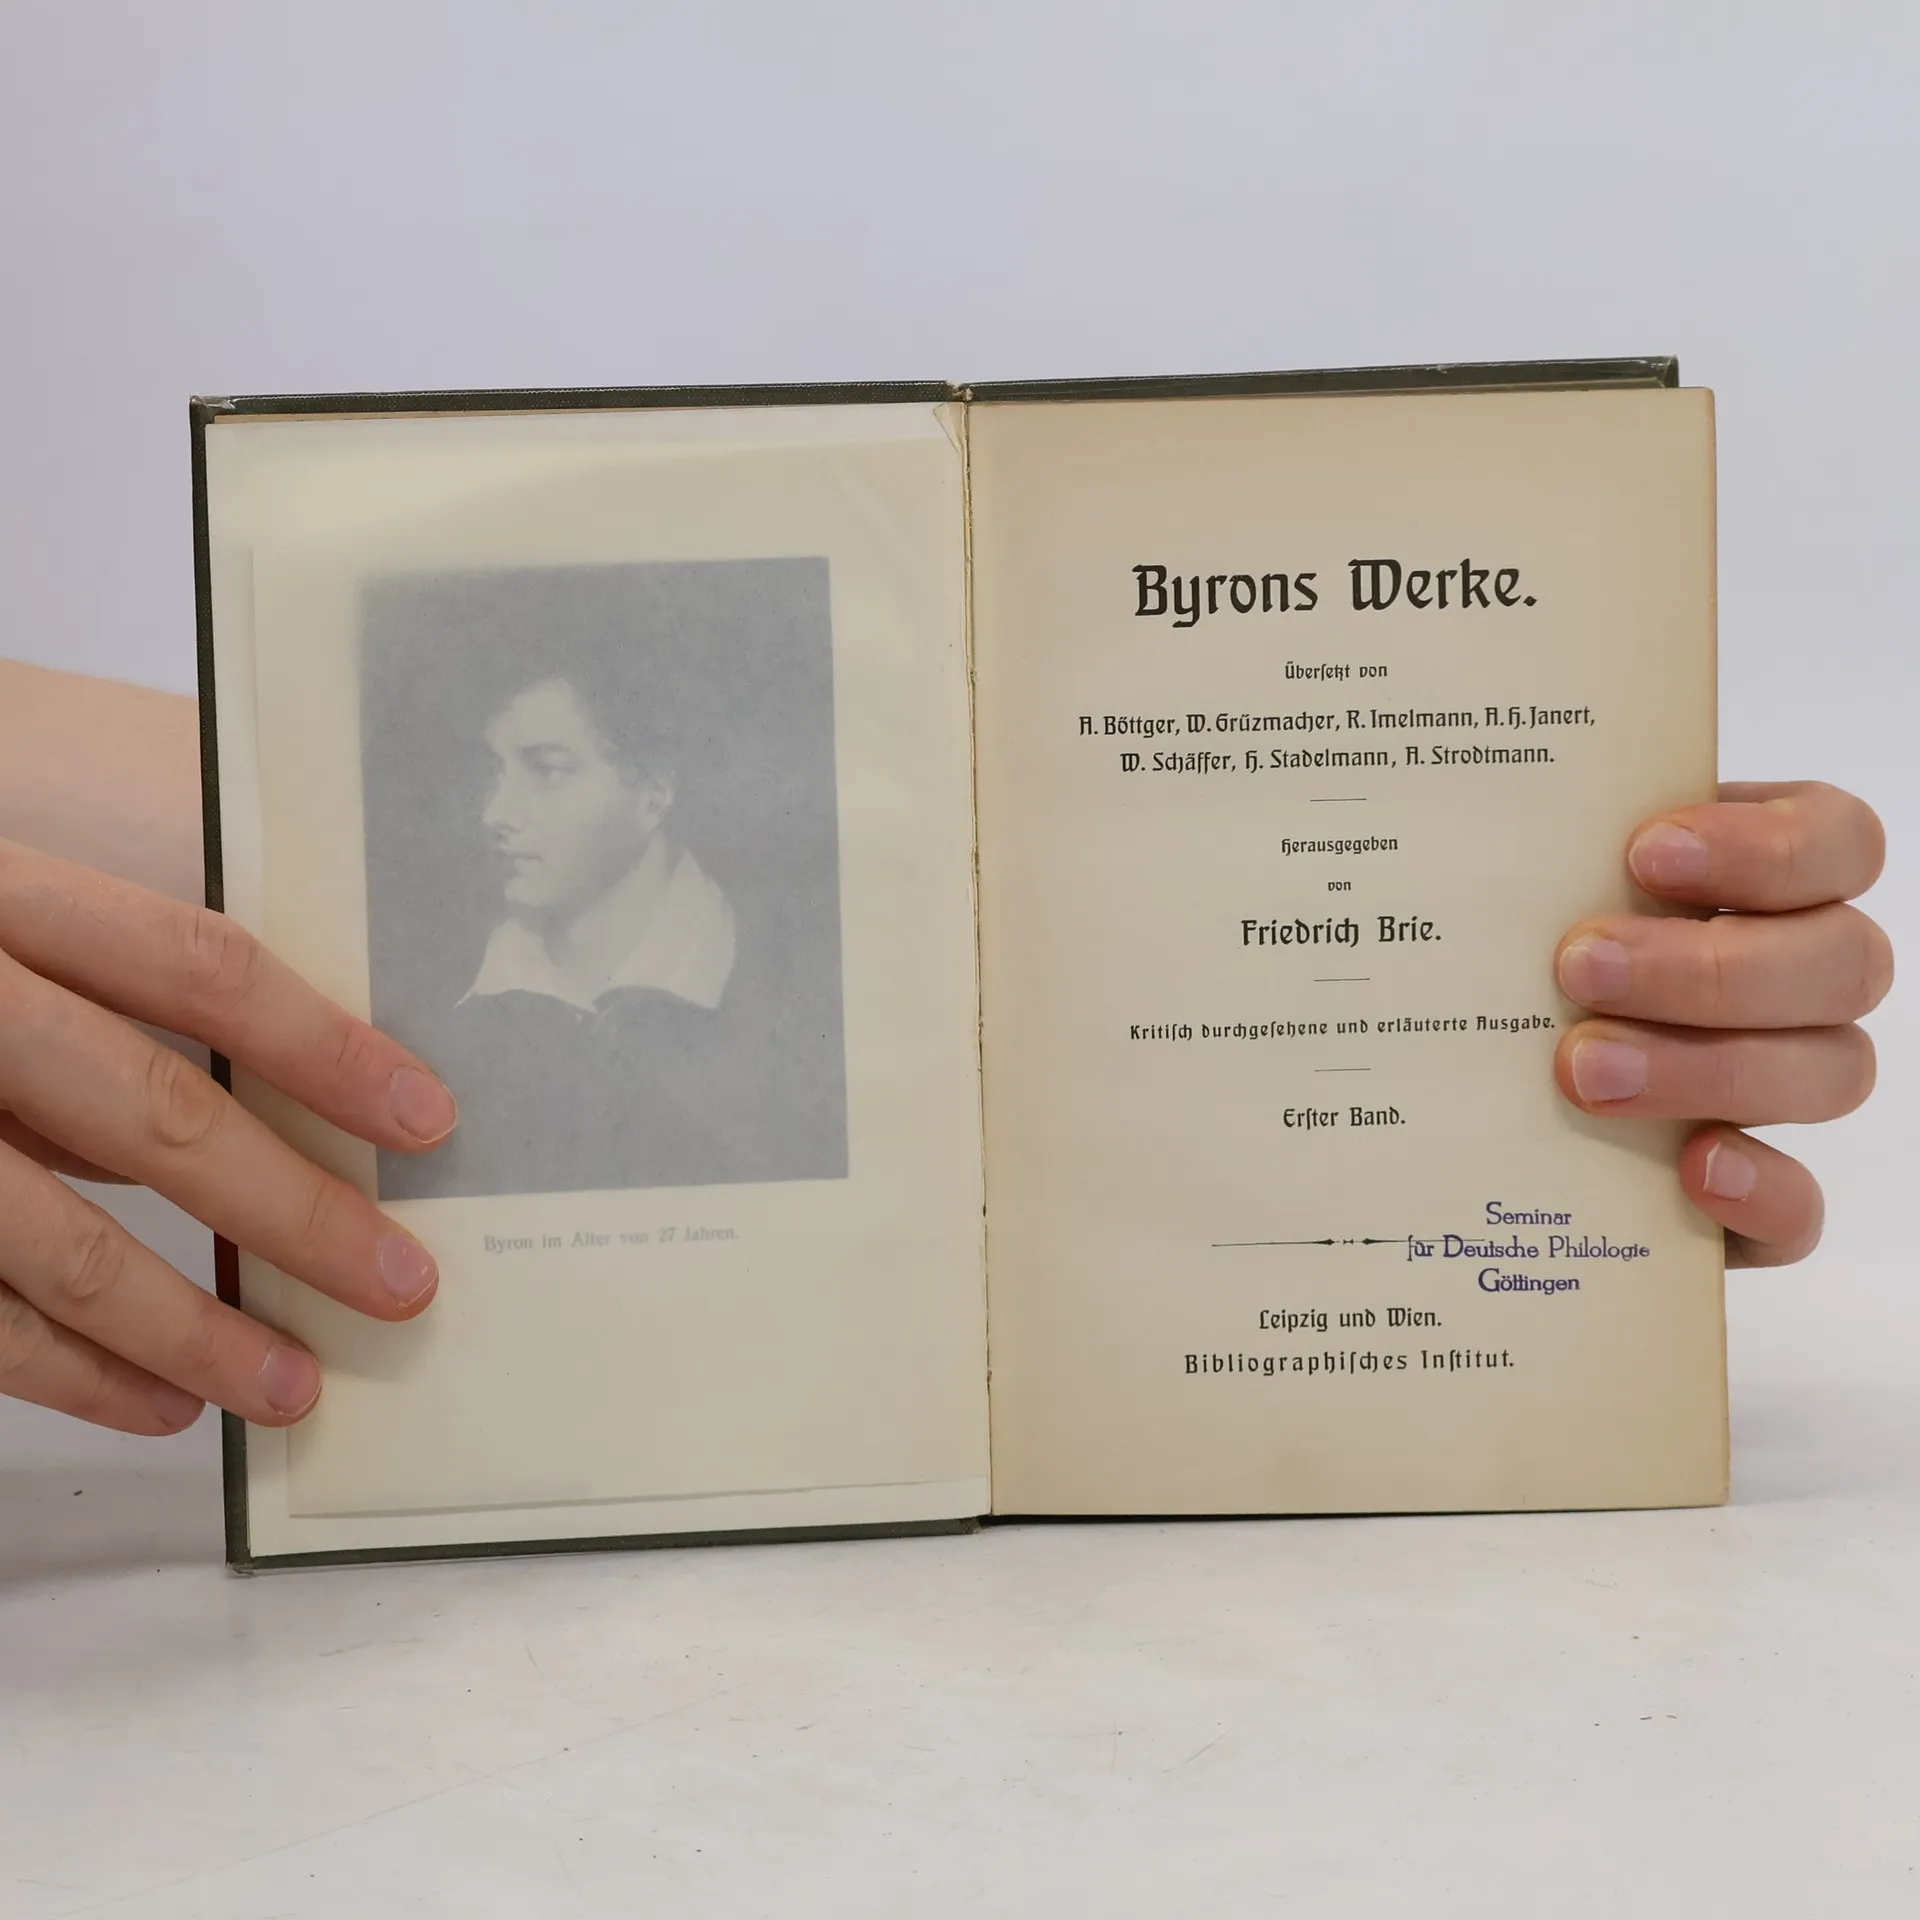 Byron im Alter von 27 Jahren.
Byrons Werke.
Überſetzt von
A. Böttger, W. Grüzmacher, R. Imelmann, A. H. Janert,
W. Schäffer, H. Stadelmann, A. Strodtmann.
Herausgegeben
von
Friedrich Brie.
Kritiſch durchgeſehene und erläuterte Ausgabe.
Erſter Band.
Seminar
für Deutsche Philologie
Göttingen
Leipzig und Wien.
Bibliographiſches Inſtitut.